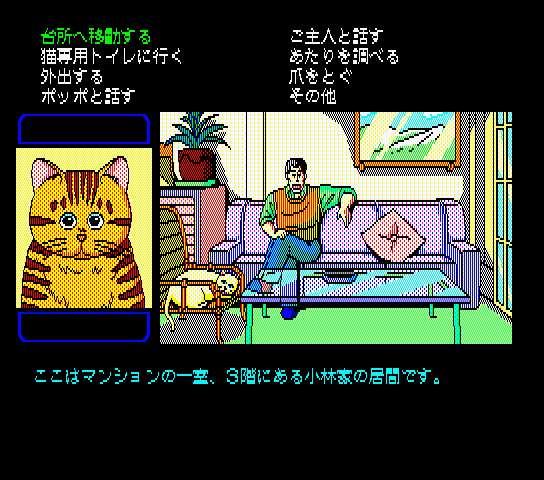 台所へ移動する
ご主人と話す
猫専用トイレに行く
あたりを調べる
外出する
爪をとぐ
ポッポと話す
その他
ここはマンションの一室、3階にある小林家の居間です。